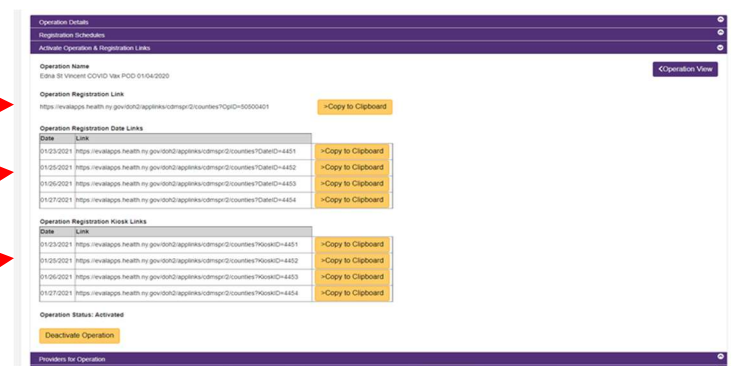 Operation Details
Registration Schedules
Activate Operation & Registration Links
Operation Name
Edna St Vincent COVID Vax POD 01/04/2020
<Operation View
Operation Registration Link
https://evalapps.health.ny.gov/doh2/applinks/cdmspr/2/counties?OpID=50500401 >Copy to Clipboard
Operation Registration Date Links
Date Link
01/23/2021 https://evalapps.health.ny.gov/doh2/applinks/cdmspr/2/counties?DateID=4451 >Copy to Clipboard
01/25/2021 https://evalapps.health.ny.gov/doh2/applinks/cdmspr/2/counties?DateID=4452 >Copy to Clipboard
01/26/2021 https://evalapps.health.ny.gov/doh2/applinks/cdmspr/2/counties?DateID=4453 >Copy to Clipboard
01/27/2021 https://evalapps.health.ny.gov/doh2/applinks/cdmspr/2/counties?DateID=4454 >Copy to Clipboard
Operation Registration Kiosk Links
Date Link
01/23/2021 https://evalapps.health.ny.gov/doh2/applinks/cdmspr/2/counties?KioskID=4451 >Copy to Clipboard
01/25/2021 https://evalapps.health.ny.gov/doh2/applinks/cdmspr/2/counties?KioskID=4452 >Copy to Clipboard
01/26/2021 https://evalapps.health.ny.gov/doh2/applinks/cdmspr/2/counties?KioskID=4453 >Copy to Clipboard
01/27/2021 https://evalapps.health.ny.gov/doh2/applinks/cdmspr/2/counties?KioskID=4454 >Copy to Clipboard
Operation Status: Activated
Deactivate Operation
Providers for Operation